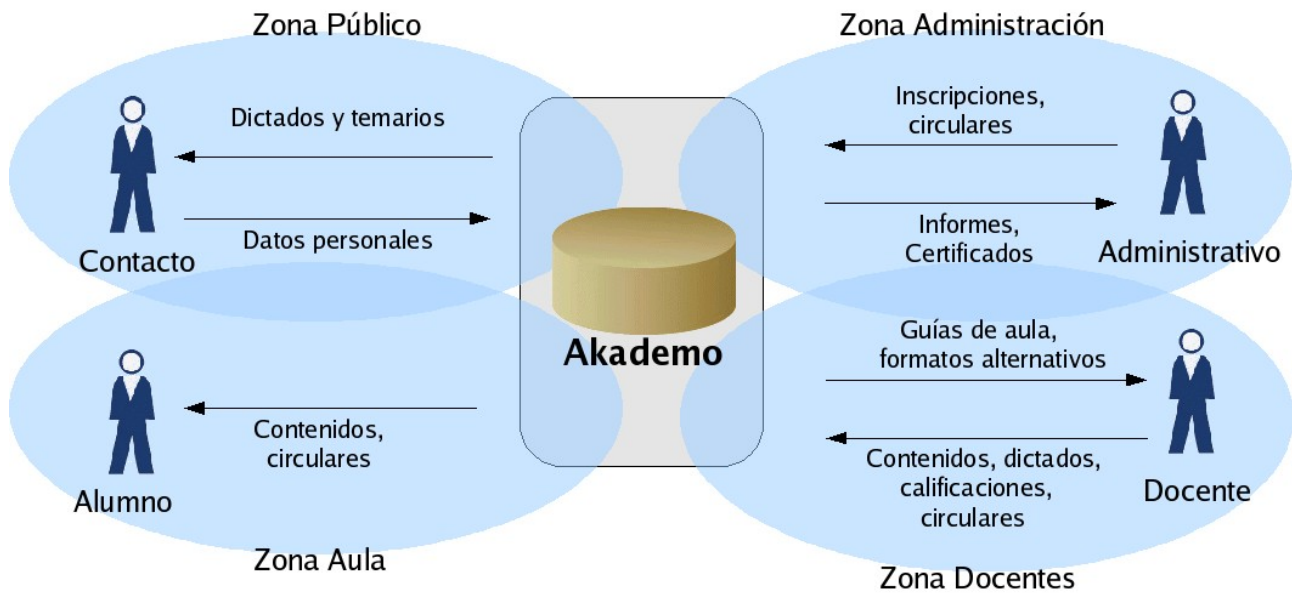 Zona Público
Dictados y temarios
Datos personales
Contacto
Zona Administración
Inscripciones,
circulares
Informes,
Certificados
Administrativo
Akademo
Contenidos,
circulares
Alumno
Zona Aula
Guías de aula,
formatos alternativos
Contenidos, dictados,
calificaciones,
circulares
Docente
Zona Docentes